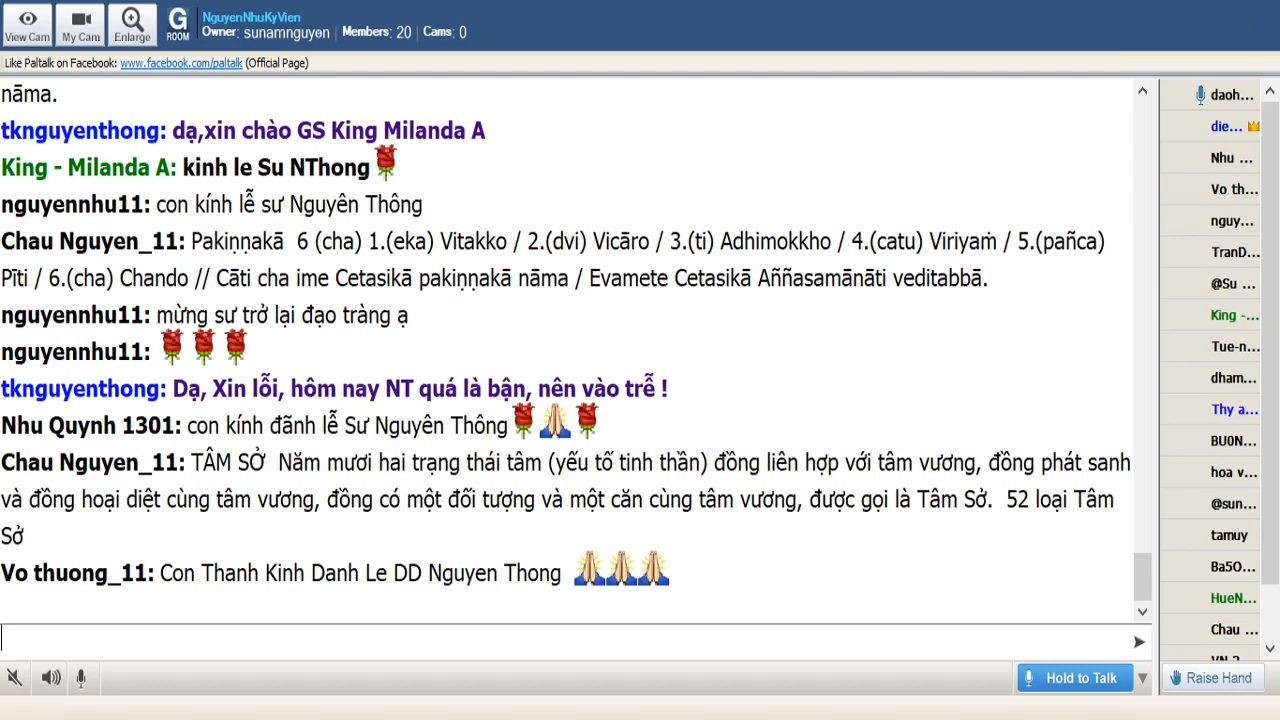 View Cam
My Cam
Enlarge
G
ROOM
NguyenNhuKyVien
Owner: sunamnguyen | Members: 20 | Cams: 0
Like Paltalk on Facebook: www.facebook.com/paltalk (Official Page)
nāma.
tknguyenthong: dạ,xin chào GS King Milanda A
King - Milanda A: kinh le Su NThong
nguyennhu11: con kính lễ sư Nguyên Thông
Chau Nguyen_11: Pakiṇṇakā 6 (cha) 1.(eka) Vitakko / 2.(dvi) Vicāro / 3.(ti) Adhimokkho / 4.(catu) Viriyaṁ / 5.(pañca)
Pīti / 6.(cha) Chando // Cāti cha ime Cetasikā pakiṇṇakā nāma / Evamete Cetasikā Aññasamānāti veditabbā.
nguyennhu11: mừng sư trở lại đạo tràng ạ
nguyennhu11:
tknguyenthong: Dạ, Xin lỗi, hôm nay NT quá là bận, nên vào trễ !
Nhu Quynh 1301: con kính đãnh lễ Sư Nguyên Thông
Chau Nguyen_11: TÂM SỞ Năm mươi hai trạng thái tâm (yếu tố tinh thần) đồng liên hợp với tâm vương, đồng phát sanh
và đồng hoại diệt cùng tâm vương, đồng có một đối tượng và một căn cùng tâm vương, được gọi là Tâm Sở. 52 loại Tâm
Sở
Vo thuong_11: Con Thanh Kinh Danh Le DD Nguyen Thong
daoh...
die...
Nhu ...
Vo th...
nguy...
TranD...
@Su ...
King -...
Tue-n...
dham...
Thy a...
BU0N...
hoa v...
@sun...
tamuy
Ba5O...
HueN...
Chau ...
Hold to Talk
Raise Hand